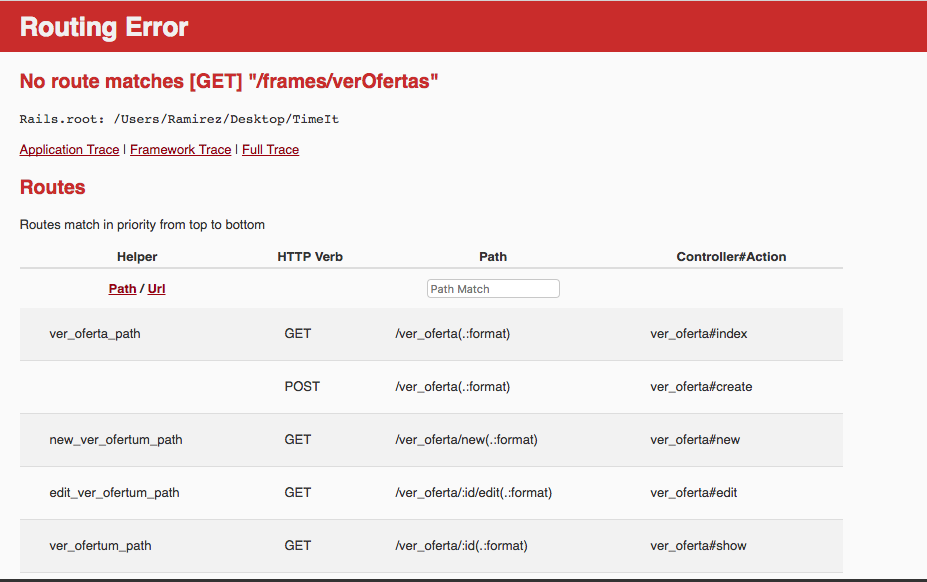 Routing Error
No route matches [GET] "/frames/verOfertas"
Rails.root: /Users/Ramirez/Desktop/TimeIt
Application Trace | Framework Trace | Full Trace
Routes
Routes match in priority from top to bottom
Helper HTTP Verb Path Controller#Action
Path / Url Path Match
ver_oferta_path GET /ver_oferta(.:format) ver_oferta#index
POST /ver_oferta(.:format) ver_oferta#create
new_ver_ofertum_path GET /ver_oferta/new(.:format) ver_oferta#new
edit_ver_ofertum_path GET /ver_oferta/:id/edit(.:format) ver_oferta#edit
ver_ofertum_path GET /ver_oferta/:id(.:format) ver_oferta#show